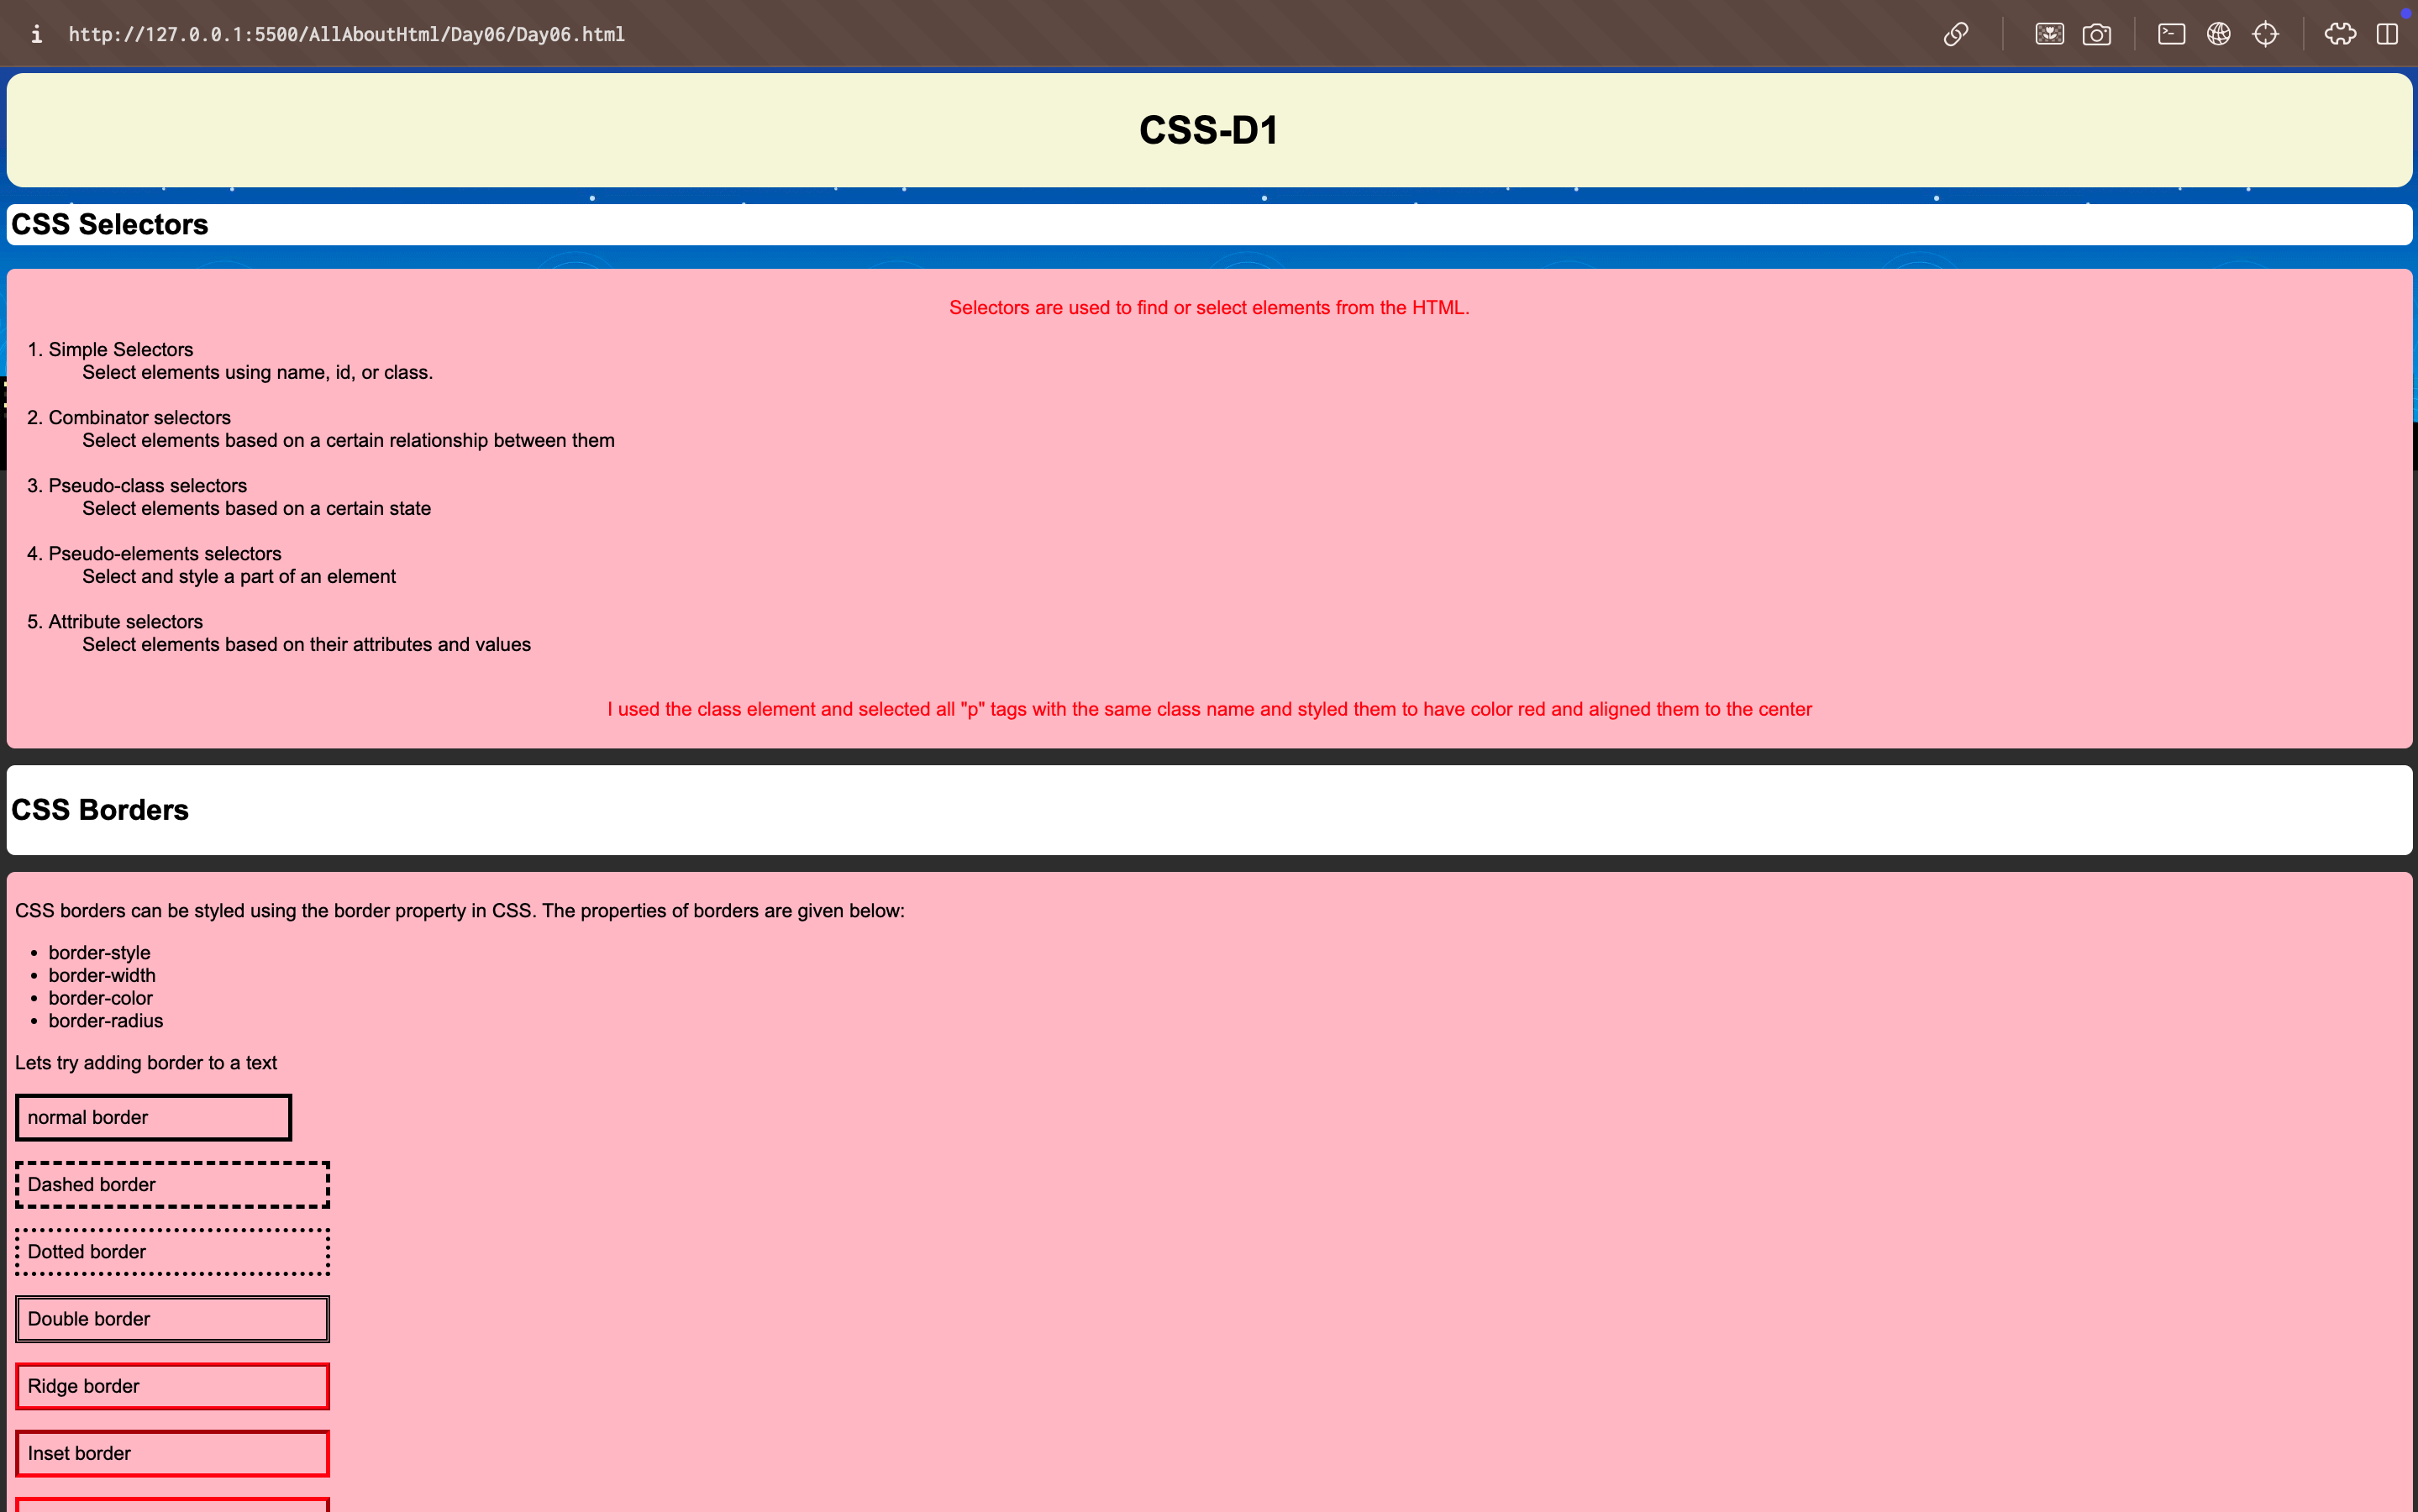 http://127.0.0.1:5500/AllAboutHtml/Day06/Day06.html
CSS-D1
CSS Selectors
Selectors are used to find or select elements from the HTML.
1. Simple Selectors
Select elements using name, id, or class.
2. Combinator selectors
Select elements based on a certain relationship between them
3. Pseudo-class selectors
Select elements based on a certain state
4. Pseudo-elements selectors
Select and style a part of an element
5. Attribute selectors
Select elements based on their attributes and values
I used the class element and selected all "p" tags with the same class name and styled them to have color red and aligned them to the center
CSS Borders
CSS borders can be styled using the border property in CSS. The properties of borders are given below:
• border-style
• border-width
• border-color
• border-radius
Lets try adding border to a text
normal border
Dashed border
Dotted border
Double border
Ridge border
Inset border